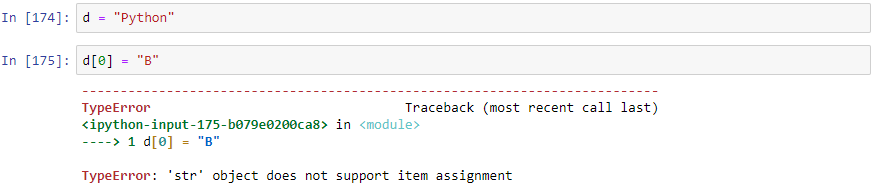 In [174]: d = "Python"
In [175]: d[0] = "B"
---------------------------------------------------------------------------
TypeError                                 Traceback (most recent call last)
<ipython-input-175-b079e0200ca8> in <module>
----> 1 d[0] = "B"
TypeError: 'str' object does not support item assignment